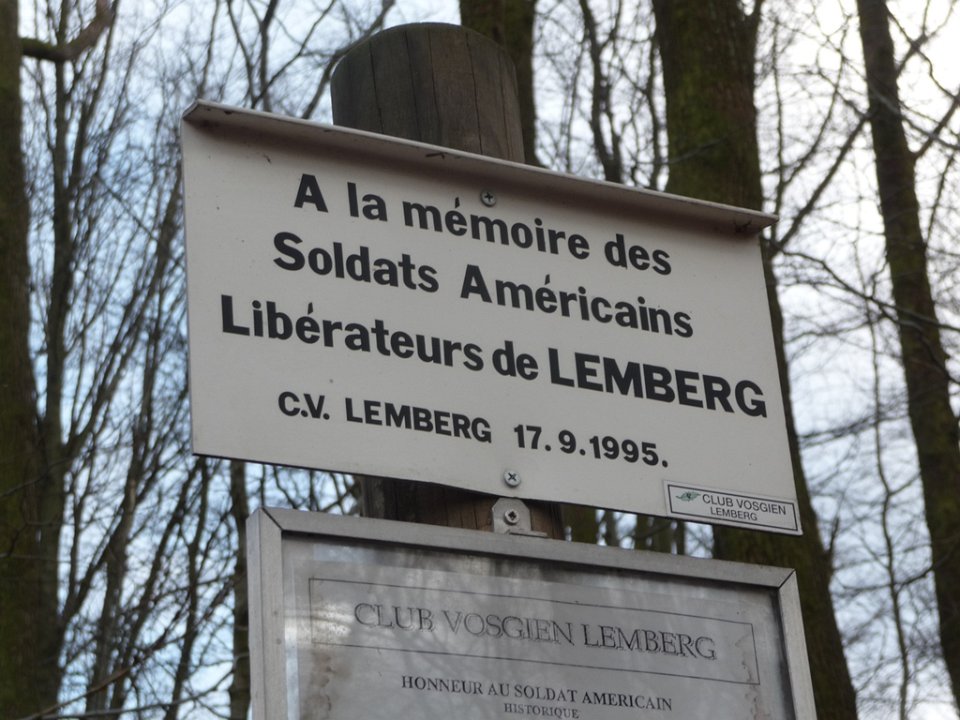 A la mémoire des
Soldats Américains
Libérateurs de LEMBERG
C.V. LEMBERG 17.9.1995.
CLUB VOSGIEN
LEMBERG
CLUB VOSGIEN LEMBERG
HONNEUR AU SOLDAT AMERICAIN
HISTORIQUE